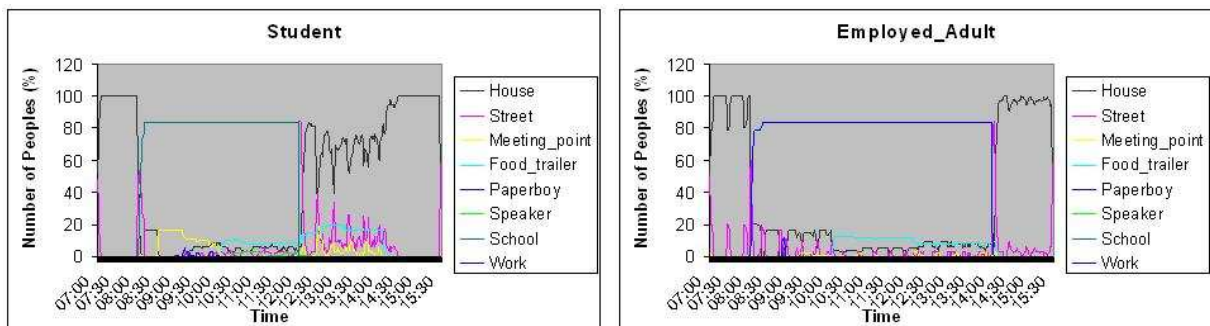 Student
Number of Peoples (%)
120
100
80
60
40
20
0
07:00
07:30
08:00
08:30
09:00
09:30
10:00
10:30
11:00
11:30
12:00
12:30
13:00
13:30
14:00
14:30
15:00
15:30
Time
House
Street
Meeting_point
Food_trailer
Paperboy
Speaker
School
Work
Employed_Adult
Number of Peoples (%)
120
100
80
60
40
20
0
07:00
07:30
08:00
08:30
09:00
09:30
10:00
10:30
11:00
11:30
12:00
12:30
13:00
13:30
14:00
14:30
15:00
15:30
Time
House
Street
Meeting_point
Food_trailer
Paperboy
Speaker
School
Work